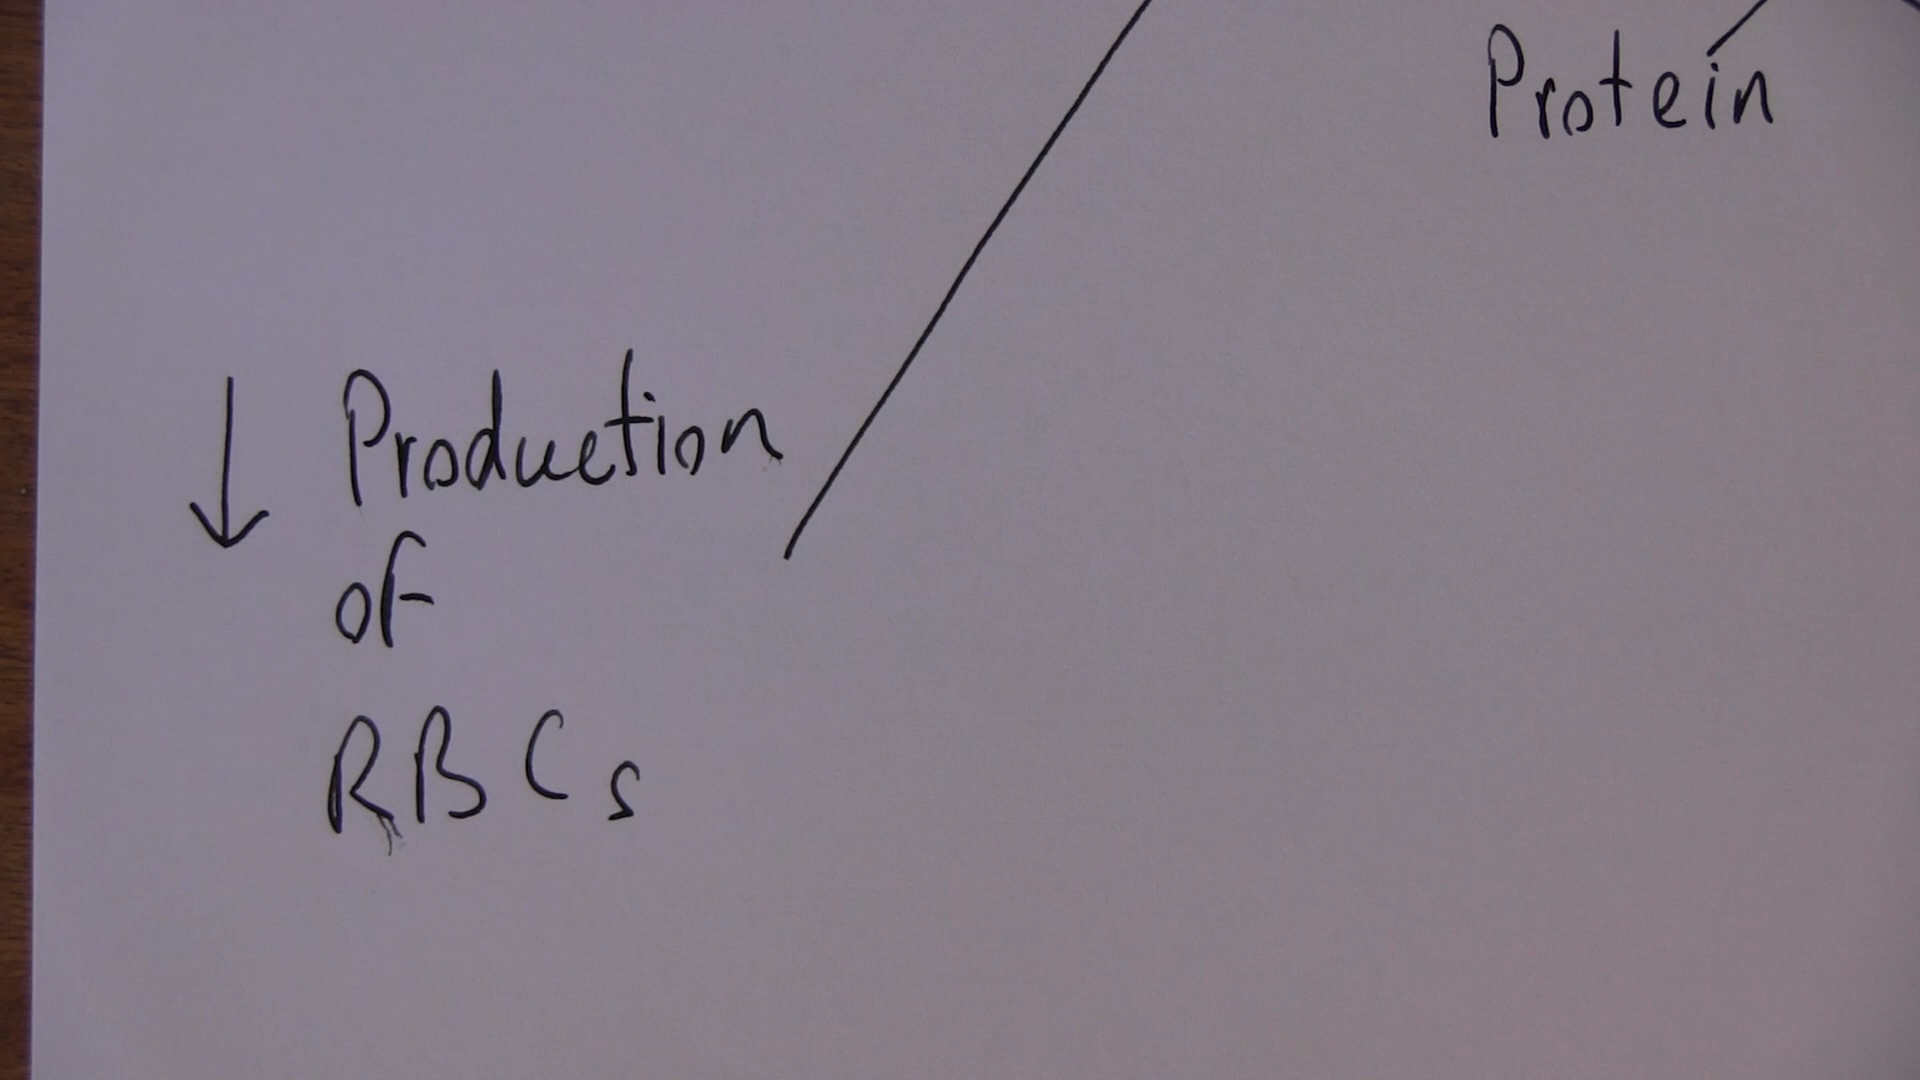 Protein
↓ Production
of
RBCs